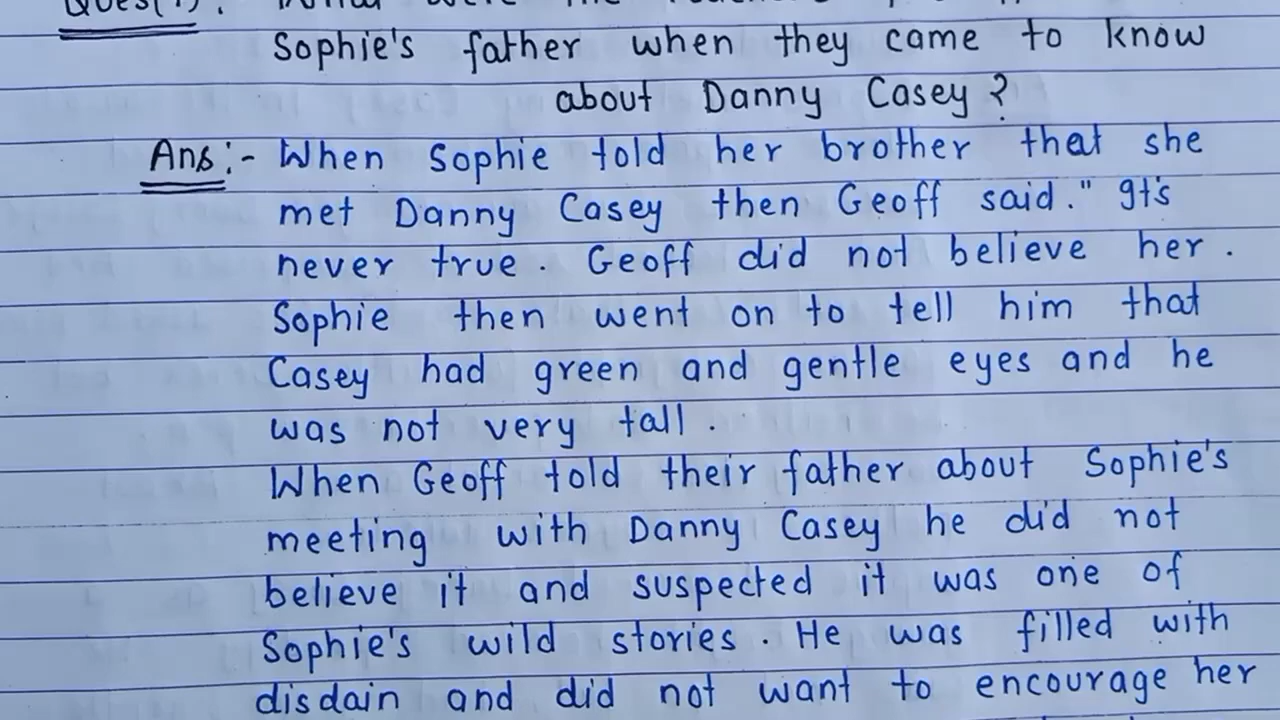 Sophie's father when they came to know
about Danny Casey?
Ans:- When Sophie told her brother that she
met Danny Casey then Geoff said. " It's
never true. Geoff did not believe her.
Sophie then went on to tell him that
Casey had green and gentle eyes and he
was not very tall.
When Geoff told their father about Sophie's
meeting with Danny Casey he did not
believe it and suspected it was one of
Sophie's wild stories. He was filled with
disdain and did not want to encourage her